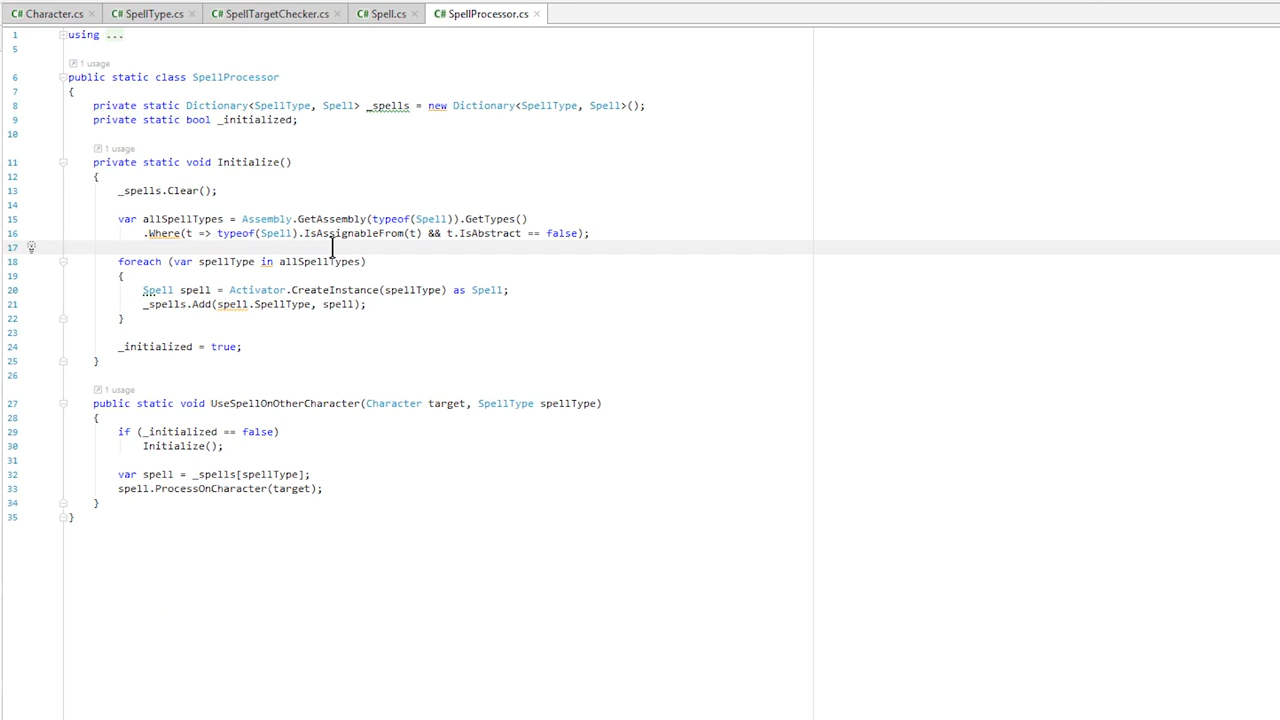 Character.cs SpellType.cs SpellTargetChecker.cs Spell.cs SpellProcessor.cs
1 using ...
5
1 usage
6 public static class SpellProcessor
7 {
8 private static Dictionary<SpellType, Spell> _spells = new Dictionary<SpellType, Spell>();
9 private static bool _initialized;
10
1 usage
11 private static void Initialize()
12 {
13 _spells.Clear();
14
15 var allSpellTypes = Assembly.GetAssembly(typeof(Spell)).GetTypes()
16 .Where(t => typeof(Spell).IsAssignableFrom(t) && t.IsAbstract == false);
17
18 foreach (var spellType in allSpellTypes)
19 {
20 Spell spell = Activator.CreateInstance(spellType) as Spell;
21 _spells.Add(spell.SpellType, spell);
22 }
23
24 _initialized = true;
25 }
26
1 usage
27 public static void UseSpellOnOtherCharacter(Character target, SpellType spellType)
28 {
29 if (_initialized == false)
30 Initialize();
31
32 var spell = _spells[spellType];
33 spell.ProcessOnCharacter(target);
34 }
35 }